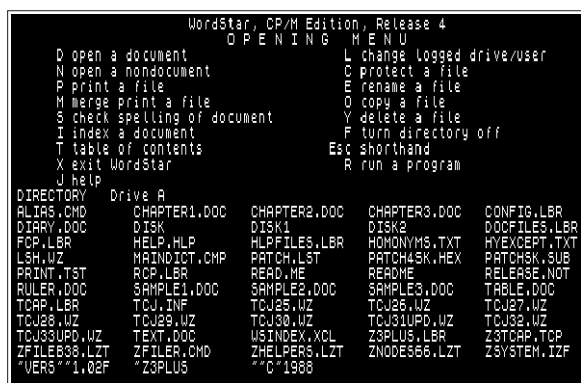 WordStar, CP/M Edition, Release 4
O P E N I N G   M E N U
D open a document L change logged drive/user
N open a nondocument C protect a file
P print a file E rename a file
M merge print a file O copy a file
S check spelling of document Y delete a file
I index a document F turn directory off
T table of contents Esc shorthand
X exit WordStar R run a program
J help
DIRECTORY Drive A
ALIAS.CMD CHAPTER1.DOC CHAPTER2.DOC CHAPTER3.DOC CONFIG.LBR
DIARY.DOC DISK DISK1 DISK2 DOCFILES.LBR
FCP.LBR HELP.HLP HLPFILES.LBR HOMONYMS.TXT HYEXCEPT.TXT
LSH.WZ MAINDICT.CMP PATCH.LST PATCH4SK.HEX PATCHSK.SUB
PRINT.TST RCP.LBR READ.ME README RELEASE.NOT
RULER.DOC SAMPLE1.DOC SAMPLE2.DOC SAMPLE3.DOC TABLE.DOC
TCAP.LBR TCJ.INF TCJ25.WZ TCJ26.WZ TCJ27.WZ
TCJ28.WZ TCJ29.WZ TCJ30.WZ TCJ31UPD.WZ TCJ32.WZ
TCJ33UPD.WZ TEXT.DOC WSINDEX.XCL Z3PLUS.LBR Z3TCAP.TCP
ZFILEB38.LZT ZFILER.CMD ZHELPERS.LZT ZNODES66.LZT ZSYSTEM.IZF
"VERS""1.02F "Z3PLUS ""C"1988